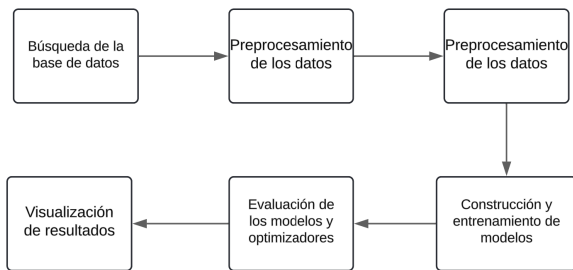 Búsqueda de la
base de datos
Preprocesamiento
de los datos
Preprocesamiento
de los datos
Construcción y
entrenamiento de
modelos
Evaluación de
los modelos y
optimizadores
Visualización
de resultados